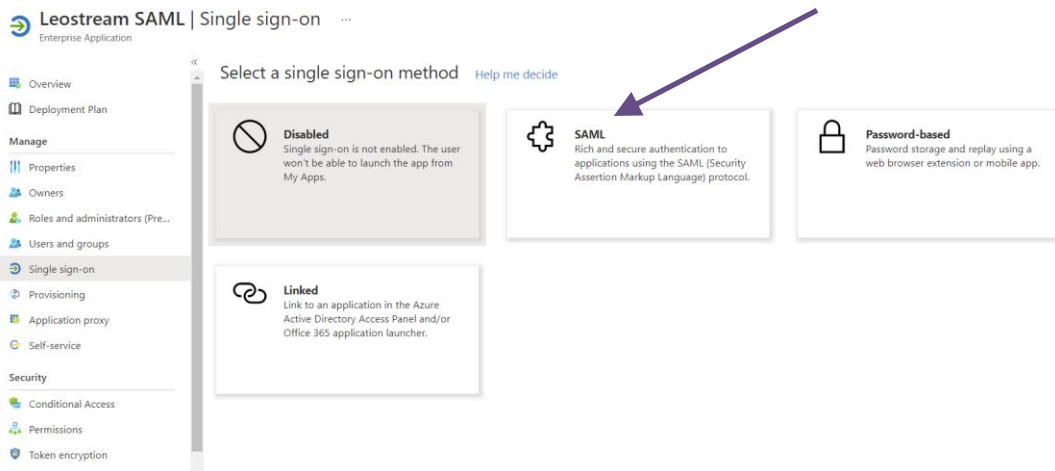 Leostream SAML | Single sign-on ...
Enterprise Application
«
Overview
Deployment Plan
Manage
Properties
Owners
Roles and administrators (Pre...
Users and groups
Single sign-on
Provisioning
Application proxy
Self-service
Security
Conditional Access
Permissions
Token encryption
Select a single sign-on method Help me decide
Disabled
Single sign-on is not enabled. The user
won't be able to launch the app from
My Apps.
SAML
Rich and secure authentication to
applications using the SAML (Security
Assertion Markup Language) protocol.
Password-based
Password storage and replay using a
web browser extension or mobile app.
Linked
Link to an application in the Azure
Active Directory Access Panel and/or
Office 365 application launcher.